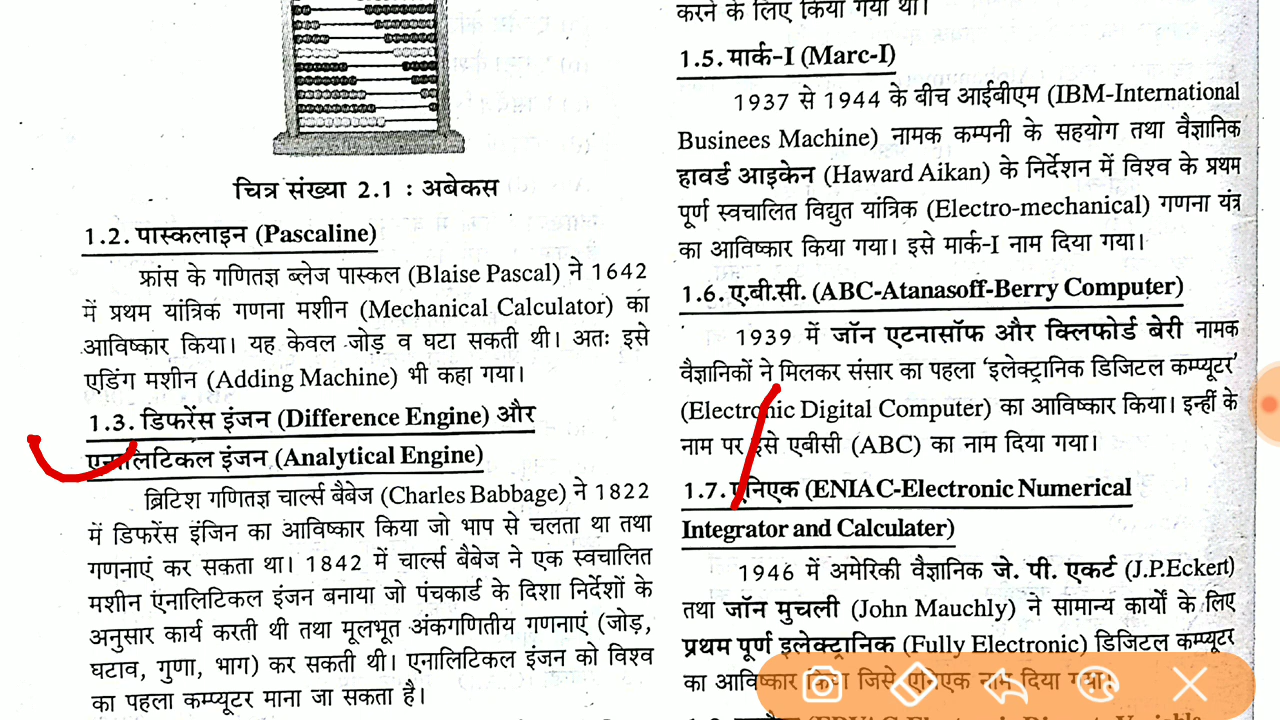 चित्र संख्या 2.1 : अबेकस
1.2. पास्कलाइन (Pascaline)
फ्रांस के गणितज्ञ ब्लेज पास्कल (Blaise Pascal) ने 1642
में प्रथम यांत्रिक गणना मशीन (Mechanical Calculator) का
आविष्कार किया। यह केवल जोड़ व घटा सकती थी। अतः इसे
एडिंग मशीन (Adding Machine) भी कहा गया।
1.3. डिफरेंस इंजन (Difference Engine) और
एनालिटिकल इंजन (Analytical Engine)
ब्रिटिश गणितज्ञ चार्ल्स बैबेज (Charles Babbage) ने 1822
में डिफरेंस इंजिन का आविष्कार किया जो भाप से चलता था तथा
गणनाएं कर सकता था। 1842 में चार्ल्स बैबेज ने एक स्वचालित
मशीन एंनालिटिकल इंजन बनाया जो पंचकार्ड के दिशा निर्देशों के
अनुसार कार्य करती थी तथा मूलभूत अंकगणितीय गणनाएं (जोड़,
घटाव, गुणा, भाग) कर सकती थी। एनालिटिकल इंजन को विश्व
का पहला कम्प्यूटर माना जा सकता है।
करने के लिए किया गया था।
1.5. मार्क-I (Marc-I)
1937 से 1944 के बीच आईबीएम (IBM-International
Businees Machine) नामक कम्पनी के सहयोग तथा वैज्ञानिक
हावर्ड आइकेन (Haward Aikan) के निर्देशन में विश्व के प्रथम
पूर्ण स्वचालित विद्युत यांत्रिक (Electro-mechanical) गणना यंत्र
का आविष्कार किया गया। इसे मार्क-I नाम दिया गया।
1.6. ए.बी.सी. (ABC-Atanasoff-Berry Computer)
1939 में जॉन एटनासॉफ और क्लिफोर्ड बेरी नामक
वैज्ञानिकों ने मिलकर संसार का पहला ‘इलेक्ट्रानिक डिजिटल कम्प्यूटर’
(Electronic Digital Computer) का आविष्कार किया। इन्हीं के
नाम पर इसे एबीसी (ABC) का नाम दिया गया।
1.7. एनिएक (ENIAC-Electronic Numerical
Integrator and Calculater)
1946 में अमेरिकी वैज्ञानिक जे. पी. एकर्ट (J.P.Eckert)
तथा जॉन मुचली (John Mauchly) ने सामान्य कार्यों के लिए
प्रथम पूर्ण इलेक्ट्रानिक (Fully Electronic) डिजिटल कम्प्यूटर
का आविष्कार किया जिसे एनिएक नाम दिया गया।